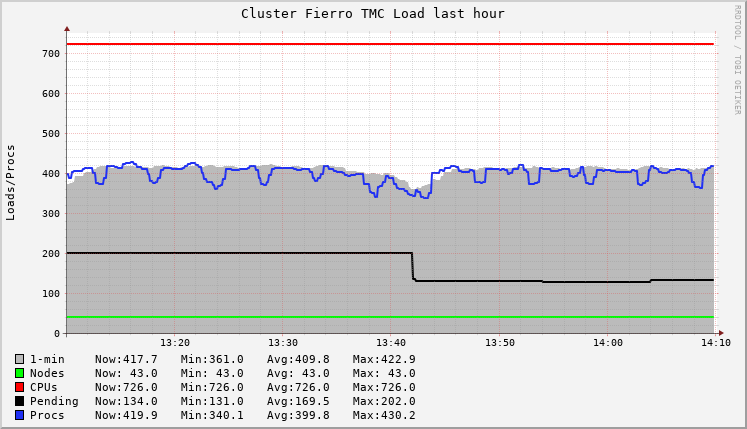 Cluster Fierro TMC Load last hour
RRDTOOL / TOBI OETIKER
Loads/Procs
700
600
500
400
300
200
100
0
13:20 13:30 13:40 13:50 14:00 14:10
1-min Now:417.7 Min:361.0 Avg:409.8 Max:422.9
Nodes Now: 43.0 Min: 43.0 Avg: 43.0 Max: 43.0
CPUs Now:726.0 Min:726.0 Avg:726.0 Max:726.0
Pending Now:134.0 Min:131.0 Avg:169.5 Max:202.0
Procs Now:419.9 Min:340.1 Avg:399.8 Max:430.2